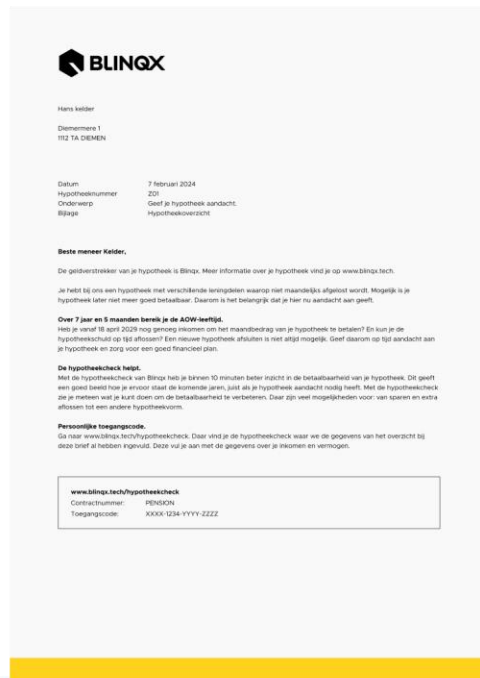 BLINQX
Hans kelder
Diemermere 1
1112 TA DIEMEN
Datum 7 februari 2024
Hypotheeknummer Z01
Onderwerp Geef je hypotheek aandacht.
Bijlage Hypotheekoverzicht
Beste meneer Kelder,
De geldverstrekker van je hypotheek is Blinqx. Meer informatie over je hypotheek vind je op www.blinqx.tech.
Je hebt bij ons een hypotheek met verschillende leningdelen waarop niet maandelijks afgelost wordt. Mogelijk is je
hypotheek later niet meer goed betaalbaar. Daarom is het belangrijk dat je hier nu aandacht aan geeft.
Over 7 jaar en 5 maanden bereik je de AOW-leeftijd.
Heb je vanaf 18 april 2029 nog genoeg inkomen om het maandbedrag van je hypotheek te betalen? En kun je de
hypotheekschuld op tijd aflossen? Een nieuwe hypotheek afsluiten is niet altijd mogelijk. Geef daarom op tijd aandacht aan
je hypotheek en zorg voor een goed financieel plan.
De hypotheekcheck helpt.
Met de hypotheekcheck van Blinqx heb je binnen 10 minuten beter inzicht in de betaalbaarheid van je hypotheek. Dit geeft
een goed beeld hoe je ervoor staat de komende jaren, juist als je hypotheek aandacht nodig heeft. Met de hypotheekcheck
zie je meteen wat je kunt doen om de betaalbaarheid te verbeteren. Daar zijn veel mogelijkheden voor: van sparen en extra
aflossen tot een andere hypotheekvorm.
Persoonlijke toegangscode.
Ga naar www.blinqx.tech/hypotheekcheck. Daar vind je de hypotheekcheck waar we de gegevens van het overzicht bij
deze brief al hebben ingevuld. Deze vul je aan met de gegevens over je inkomen en vermogen.
www.blinqx.tech/hypotheekcheck
Contractnummer: PENSION
Toegangscode: XXXX-1234-YYYY-ZZZZ